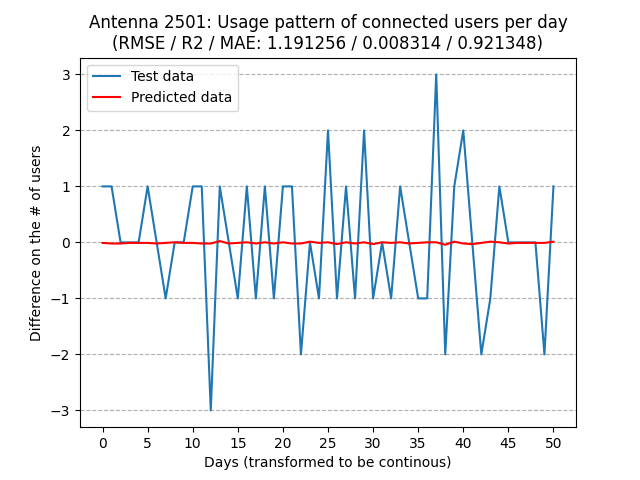 Antenna 2501: Usage pattern of connected users per day
(RMSE / R2 / MAE: 1.191256 / 0.008314 / 0.921348)
Test data
Predicted data
Difference on the # of users
3
2
1
0
−1
−2
−3
0 5 10 15 20 25 30 35 40 45 50
Days (transformed to be continous)